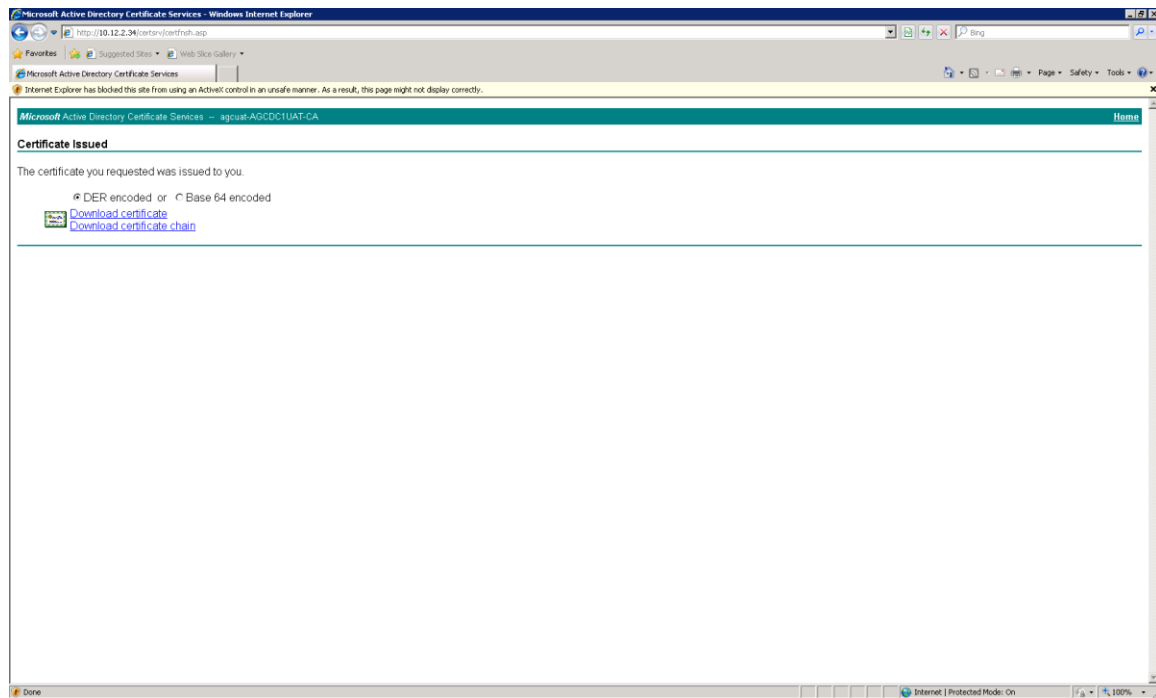 Microsoft Active Directory Certificate Services - Windows Internet Explorer
http://10.12.2.34/certsrv/certfnsh.asp
Bing
Favorites Suggested Sites Web Slice Gallery
Microsoft Active Directory Certificate Services
Page Safety Tools
Internet Explorer has blocked this site from using an ActiveX control in an unsafe manner. As a result, this page might not display correctly.
Microsoft Active Directory Certificate Services -- agcuat-AGCDC1UAT-CA Home
Certificate Issued
The certificate you requested was issued to you.
DER encoded or Base 64 encoded
Download certificate
Download certificate chain
Done Internet | Protected Mode: On 100%